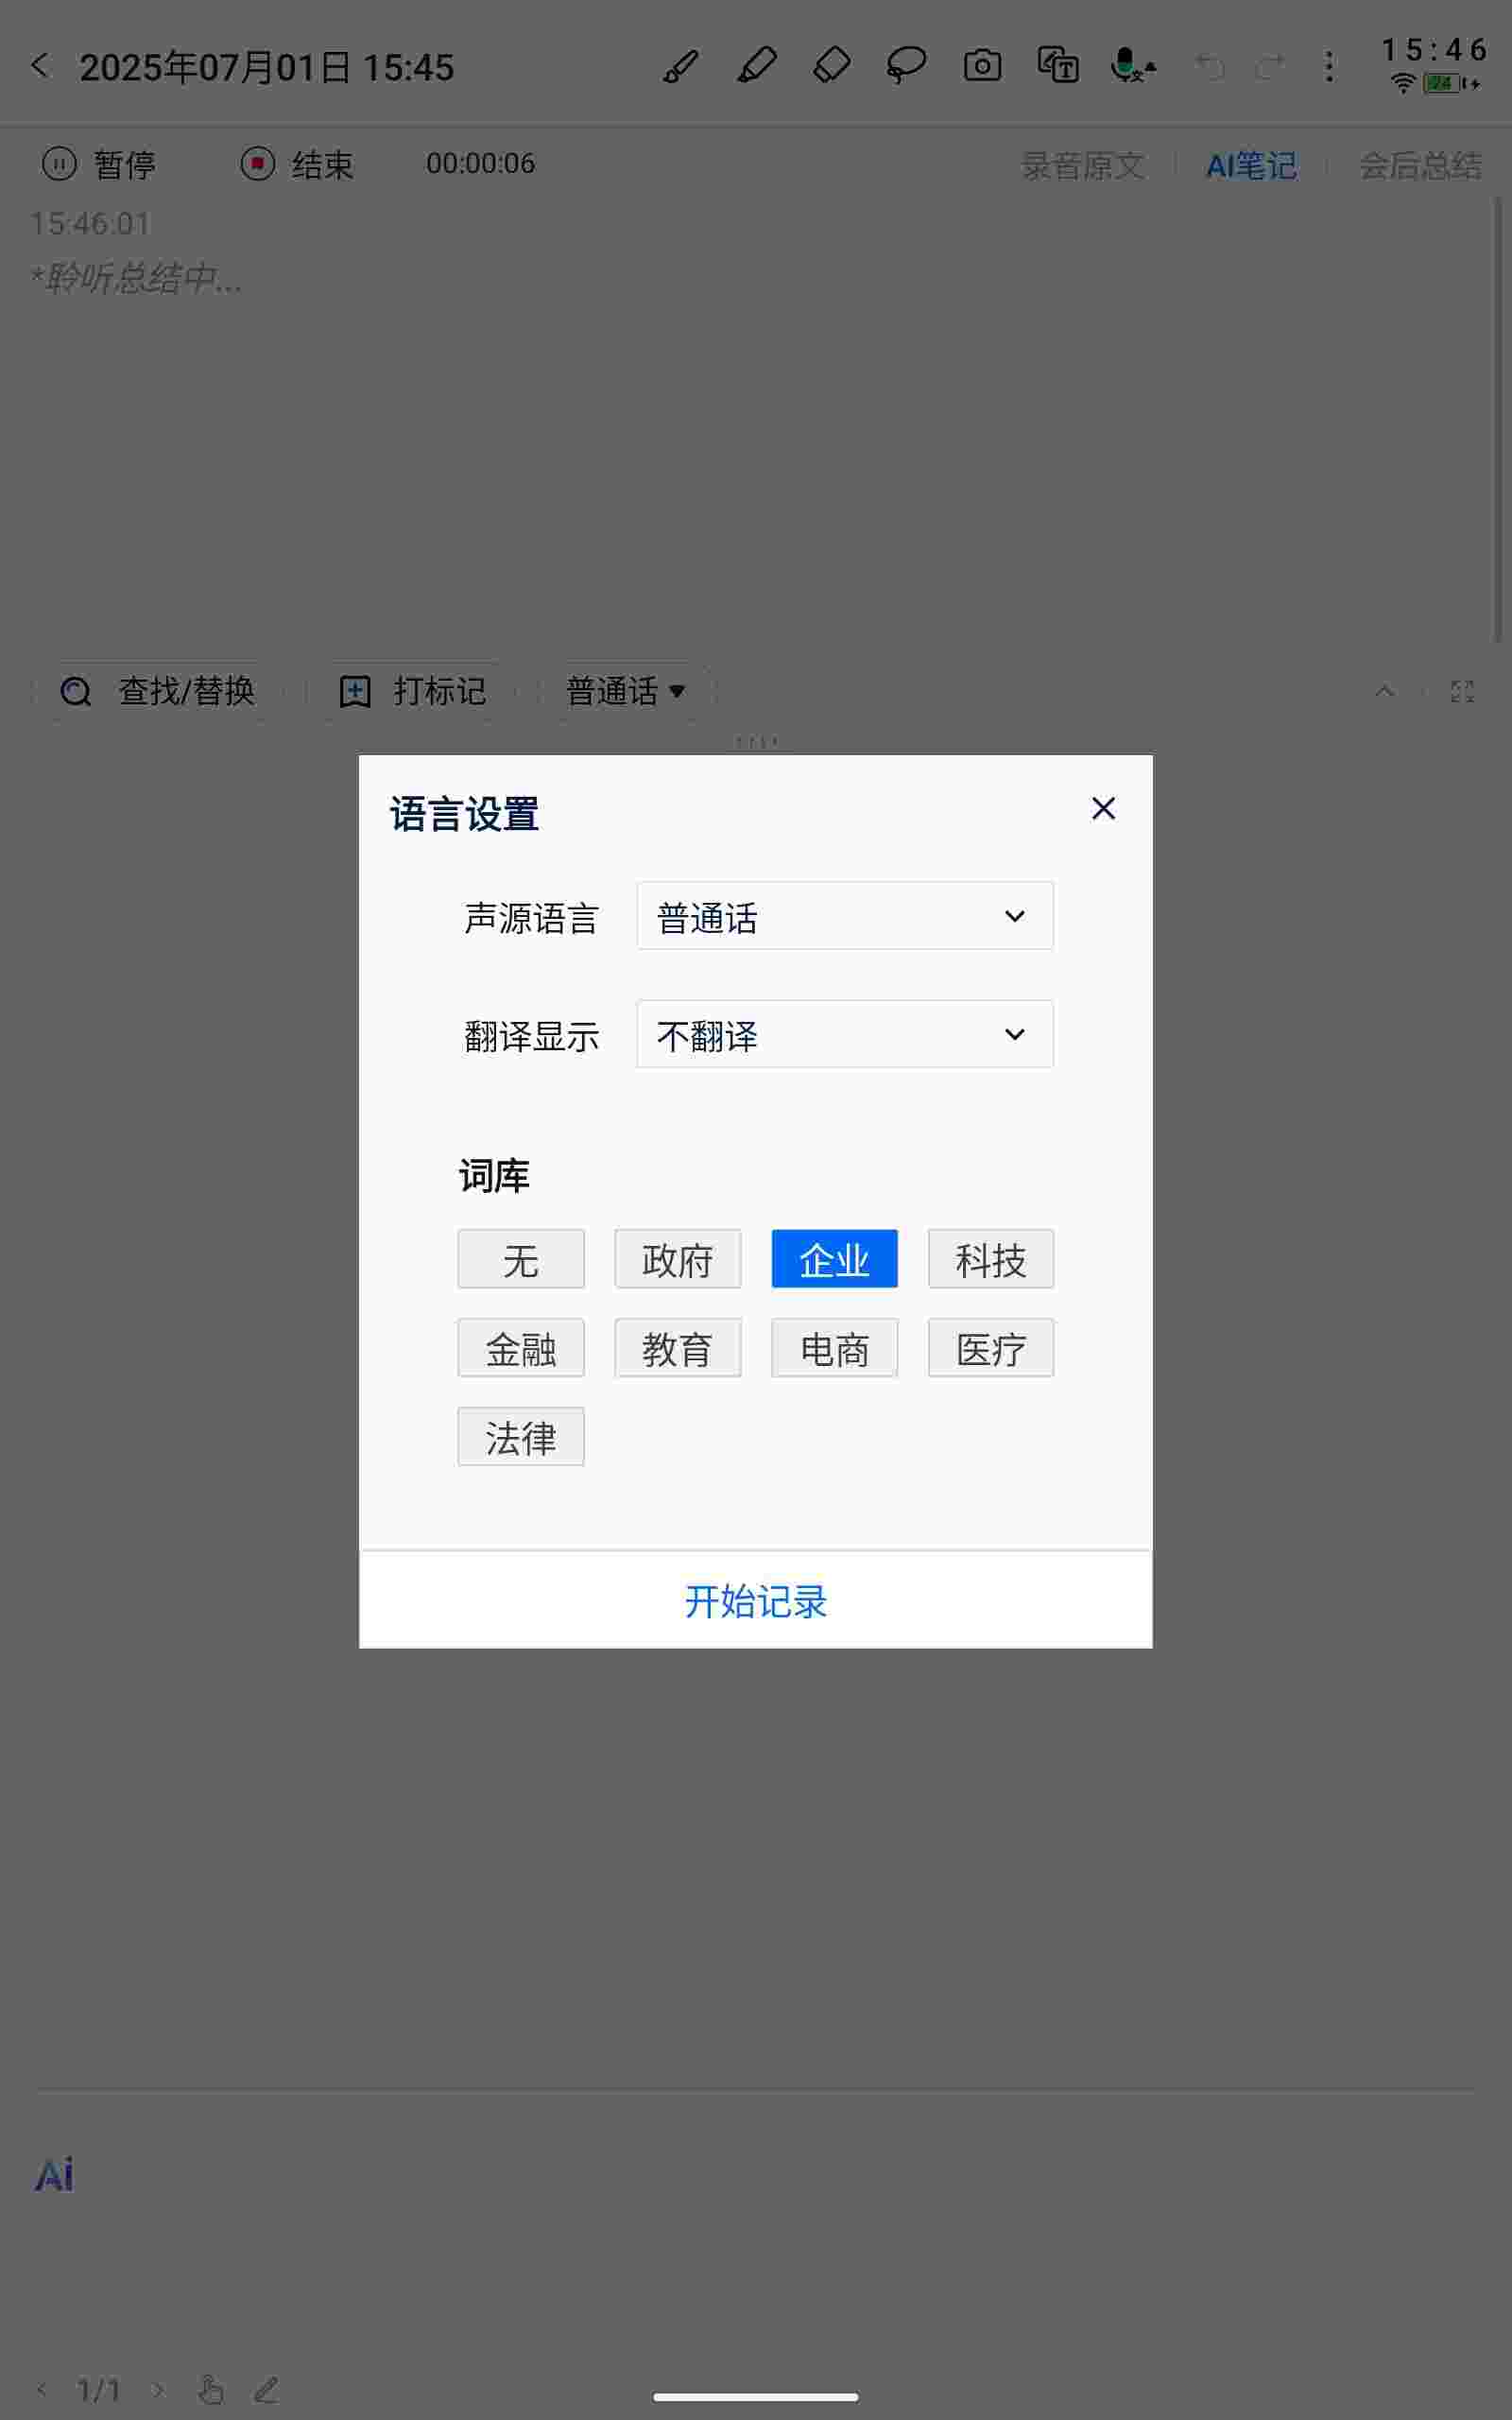 2025年07月01日 15:45
15:46
24
暂停 结束 00:00:06 录音原文 AI笔记 会后总结
15:46:01
*聆听总结中...
查找/替换 打标记 普通话
语言设置
声源语言 普通话
翻译显示 不翻译
词库
无 政府 企业 科技
金融 教育 电商 医疗
法律
开始记录
Ai
1/1